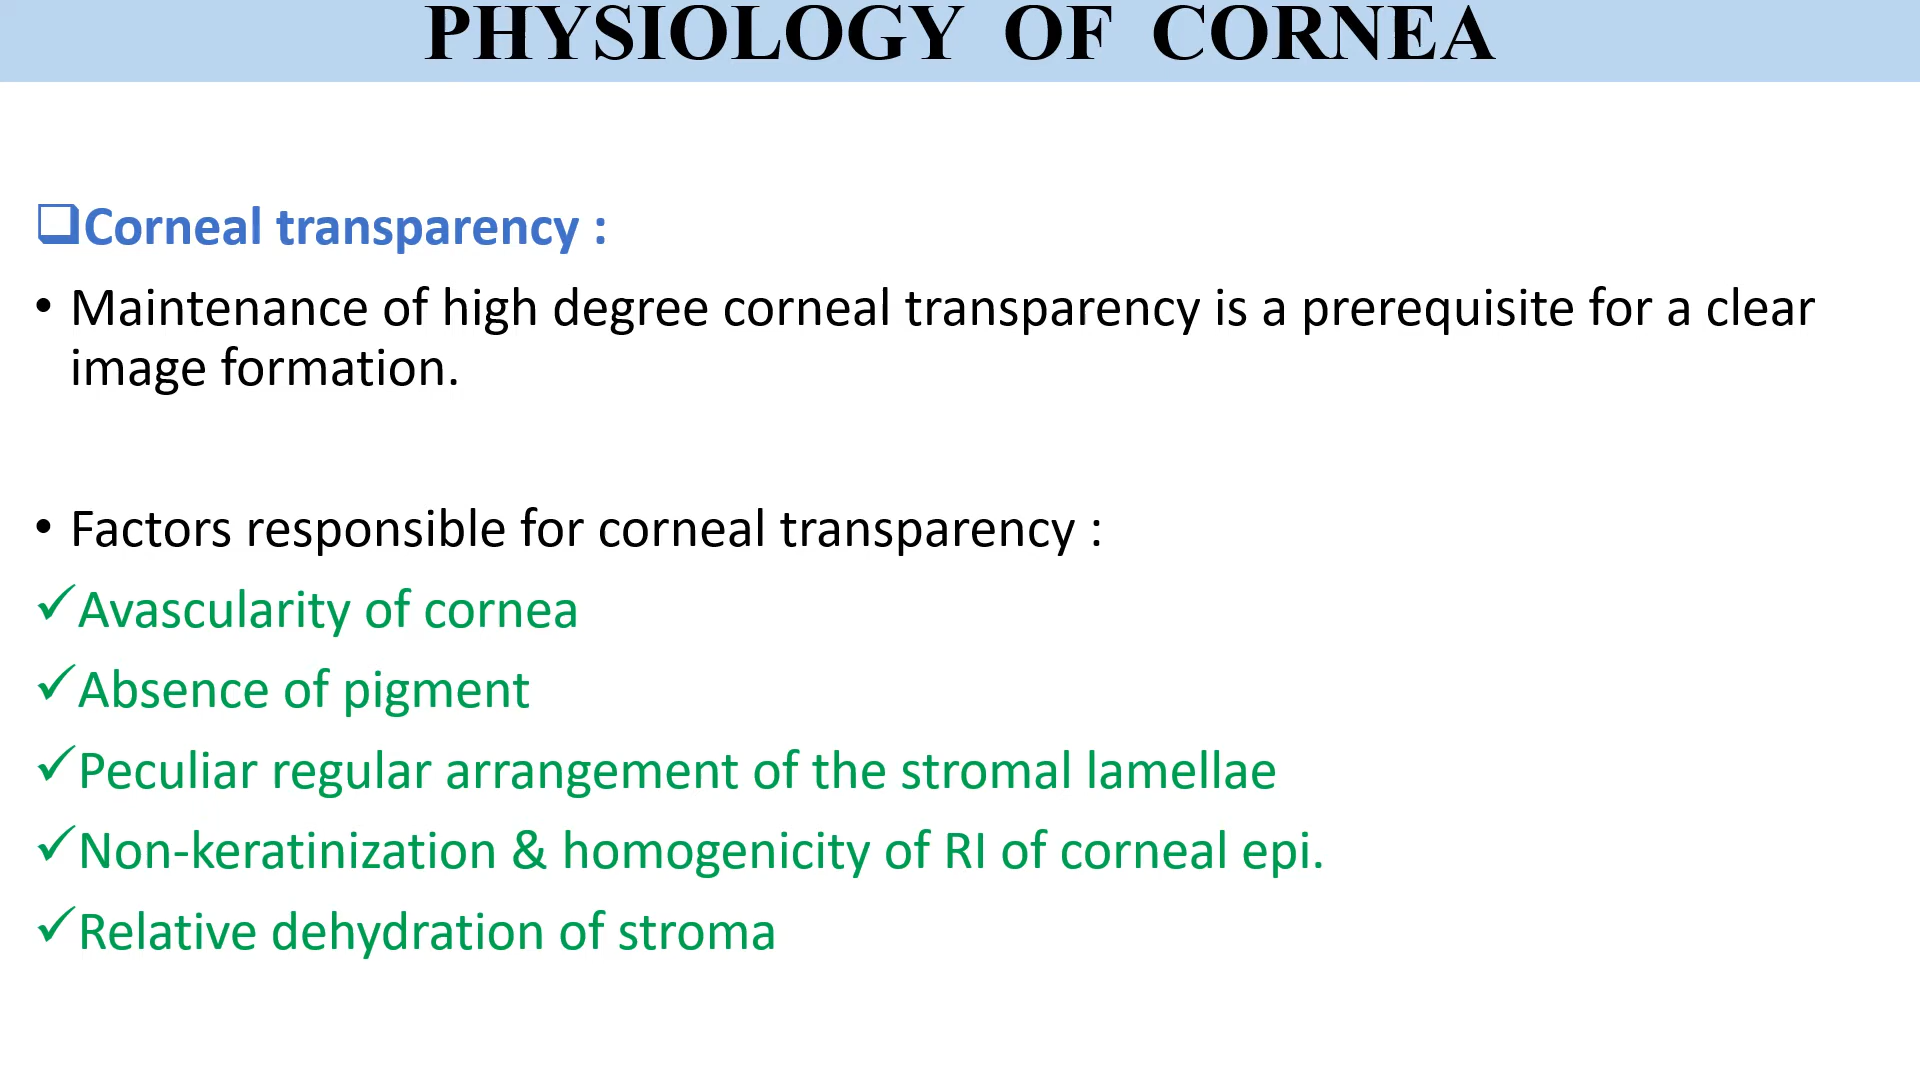 PHYSIOLOGY OF CORNEA
❑Corneal transparency :
• Maintenance of high degree corneal transparency is a prerequisite for a clear
image formation.
• Factors responsible for corneal transparency :
✓Avascularity of cornea
✓Absence of pigment
✓Peculiar regular arrangement of the stromal lamellae
✓Non-keratinization & homogenicity of RI of corneal epi.
✓Relative dehydration of stroma